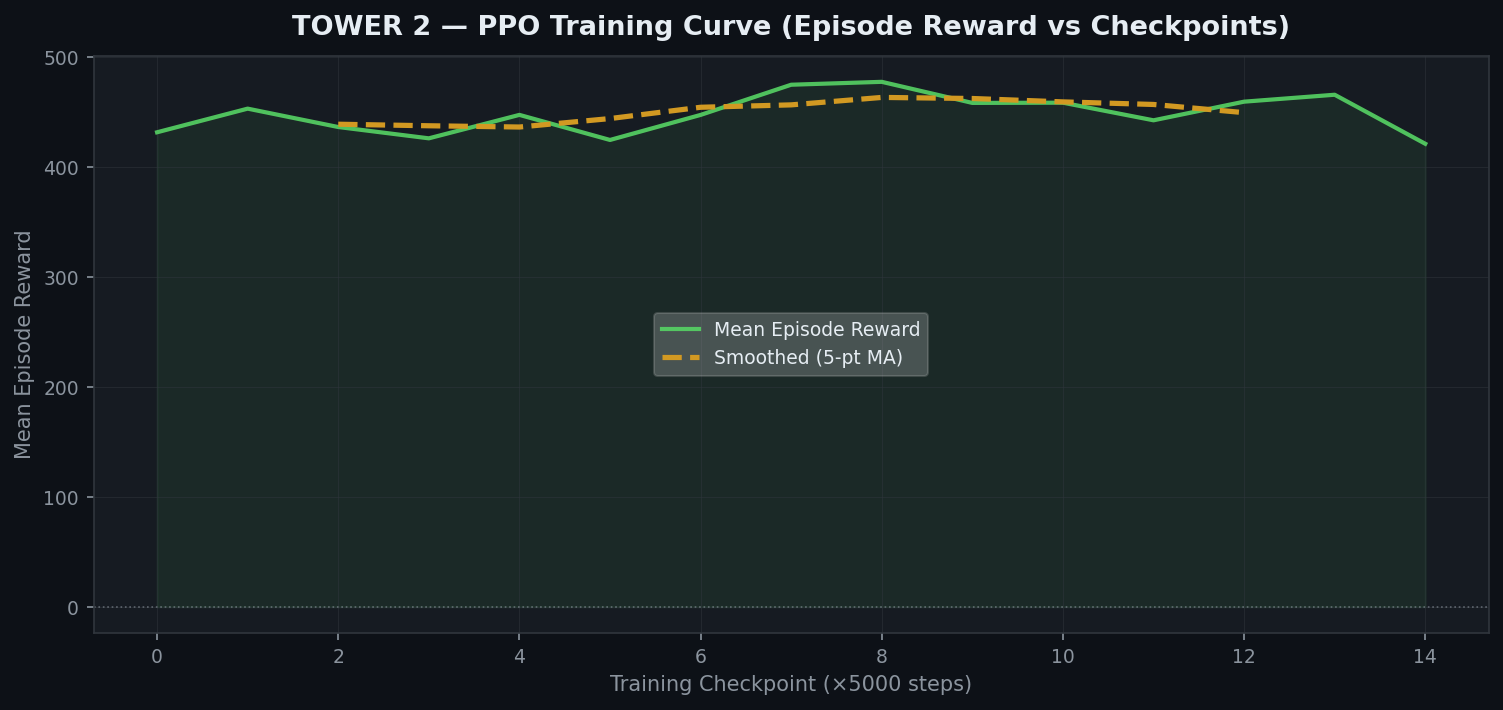 TOWER 2 — PPO Training Curve (Episode Reward vs Checkpoints)
500
400
300
200
100
0
Mean Episode Reward
Mean Episode Reward
Smoothed (5-pt MA)
0 2 4 6 8 10 12 14
Training Checkpoint (×5000 steps)